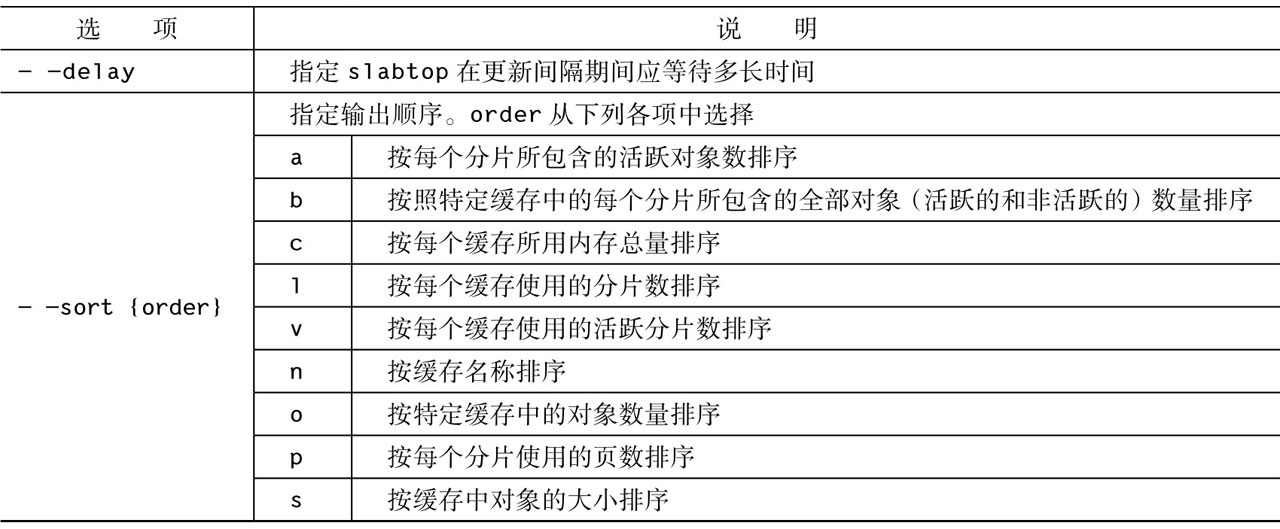 选 项 说 明
- -delay 指定 slabtop 在更新间隔期间应等待多长时间
指定输出顺序。order 从下列各项中选择
a 按每个分片所包含的活跃对象数排序
b 按照特定缓存中的每个分片所包含的全部对象（活跃的和非活跃的）数量排序
c 按每个缓存所用内存总量排序
l 按每个缓存使用的分片数排序
- -sort {order}
v 按每个缓存使用的活跃分片数排序
n 按缓存名称排序
o 按特定缓存中的对象数量排序
p 按每个分片使用的页数排序
s 按缓存中对象的大小排序